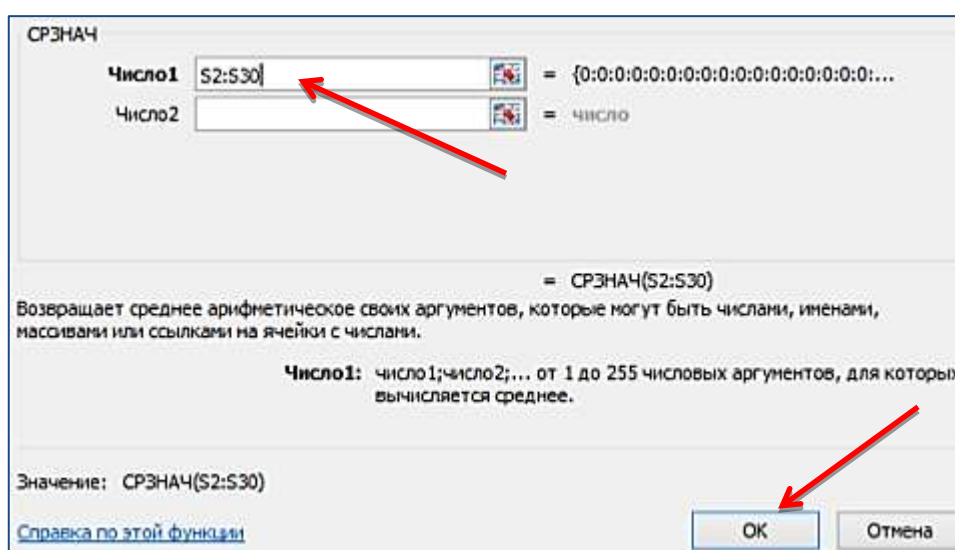 СРЗНАЧ
Число1 S2:S30 = {0:0:0:0:0:0:0:0:0:0:0:0:0:0:0:0:0:0:...
Число2 = число
= СРЗНАЧ(S2:S30)
Возвращает среднее арифметическое своих аргументов, которые могут быть числами, именами,
массивами или ссылками на ячейки с числами.
Число1: число1;число2;... от 1 до 255 числовых аргументов, для которых
вычисляется среднее.
Значение: СРЗНАЧ(S2:S30)
Справка по этой функции
ОК Отмена